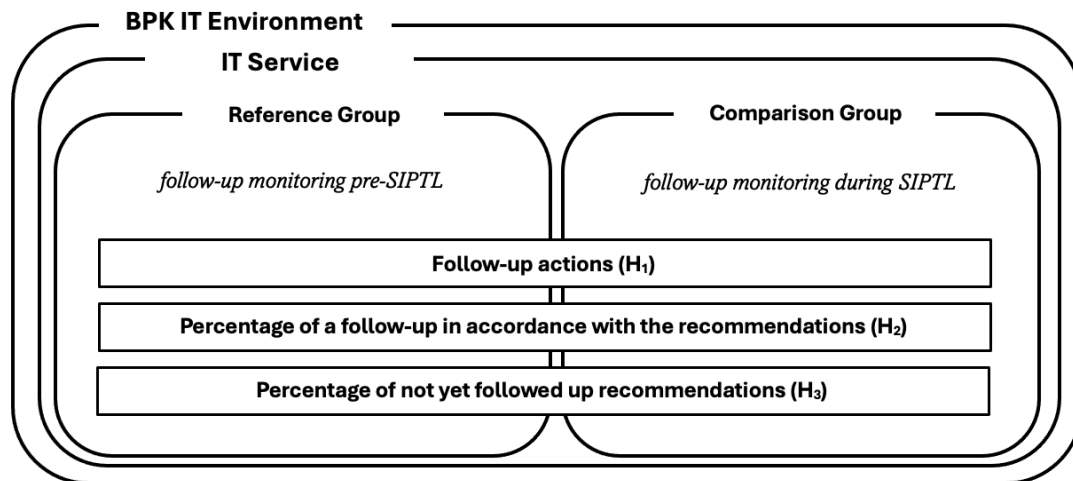 BPK IT Environment
IT Service
Reference Group
Comparison Group
follow-up monitoring pre-SIPTL
follow-up monitoring during SIPTL
Follow-up actions (H₁)
Percentage of a follow-up in accordance with the recommendations (H₂)
Percentage of not yet followed up recommendations (H₃)